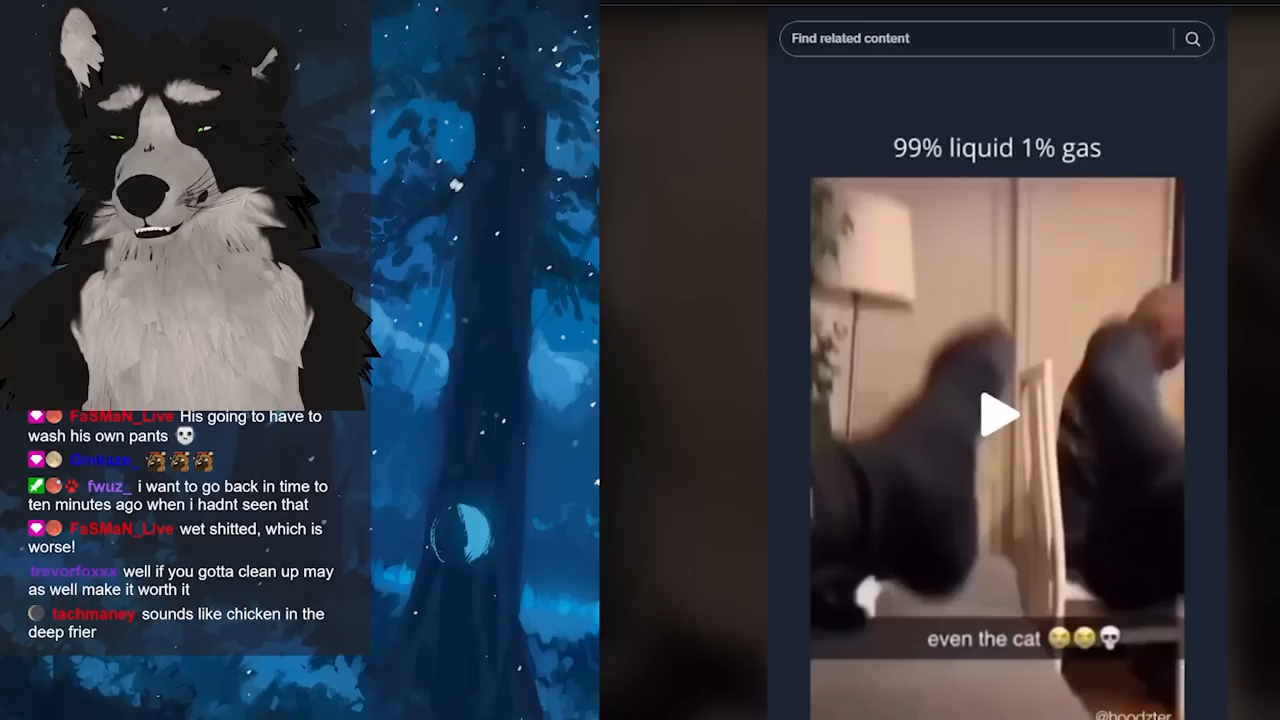 FaSMaN_Live His going to have to
wash his own pants
fwuz_ i want to go back in time to
ten minutes ago when i hadnt seen that
FaSMaN_Live wet shitted, which is
worse!
trevorfoxxx well if you gotta clean up may
as well make it worth it
tachmaney sounds like chicken in the
deep frier
Find related content
99% liquid 1% gas
even the cat 😂😂💀
@hoodzter